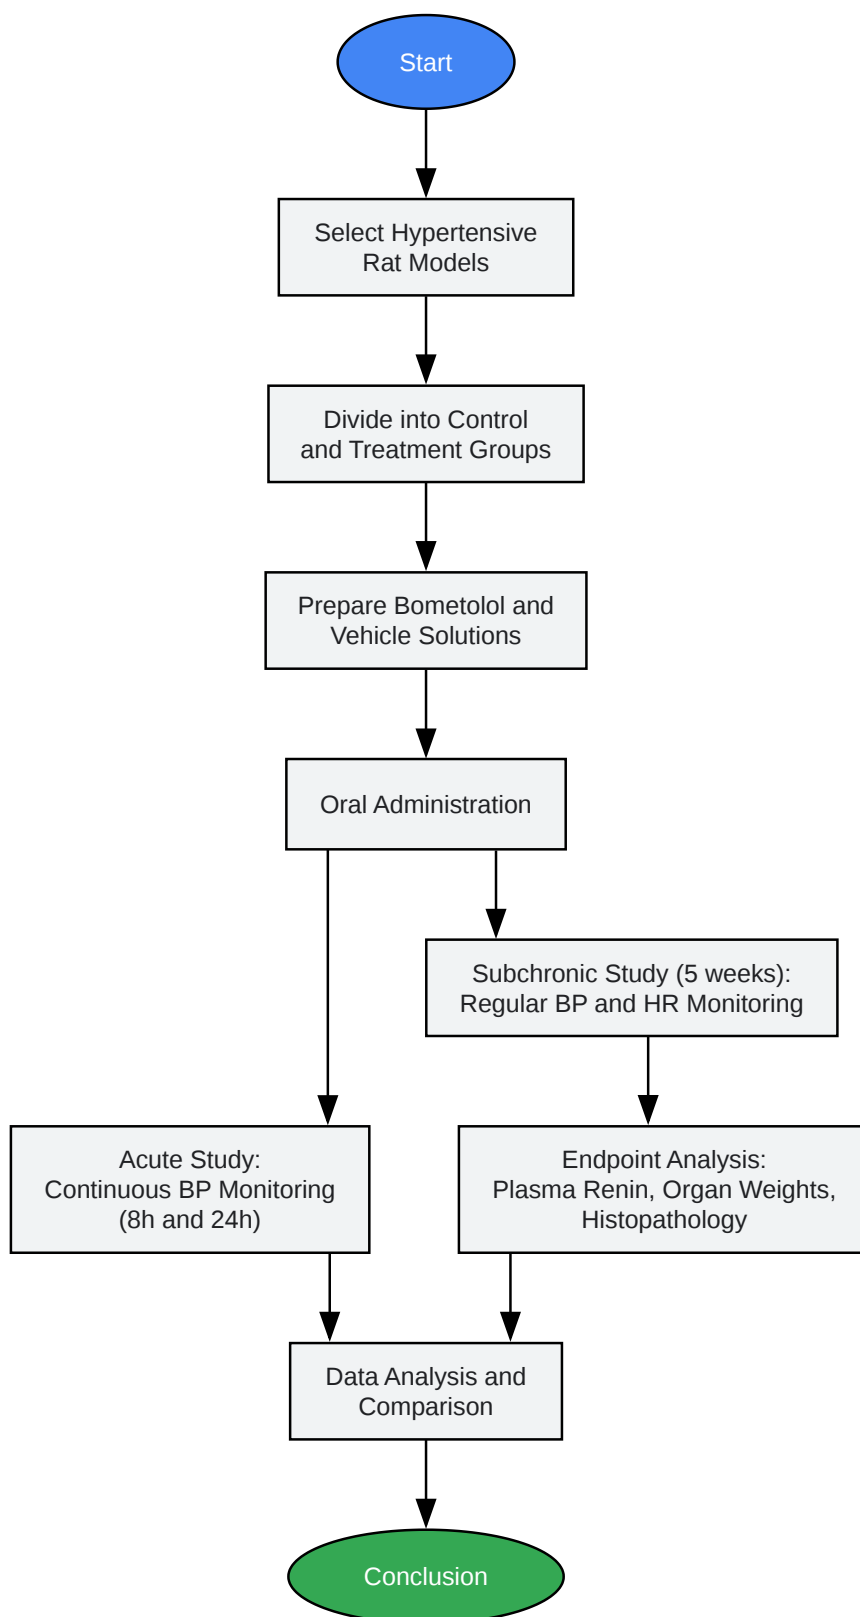 Start
Select Hypertensive
Rat Models
Divide into Control
and Treatment Groups
Prepare Bometolol and
Vehicle Solutions
Oral Administration
Subchronic Study (5 weeks):
Regular BP and HR Monitoring
Acute Study:
Continuous BP Monitoring
(8h and 24h)
Endpoint Analysis:
Plasma Renin, Organ Weights,
Histopathology
Data Analysis and
Comparison
Conclusion